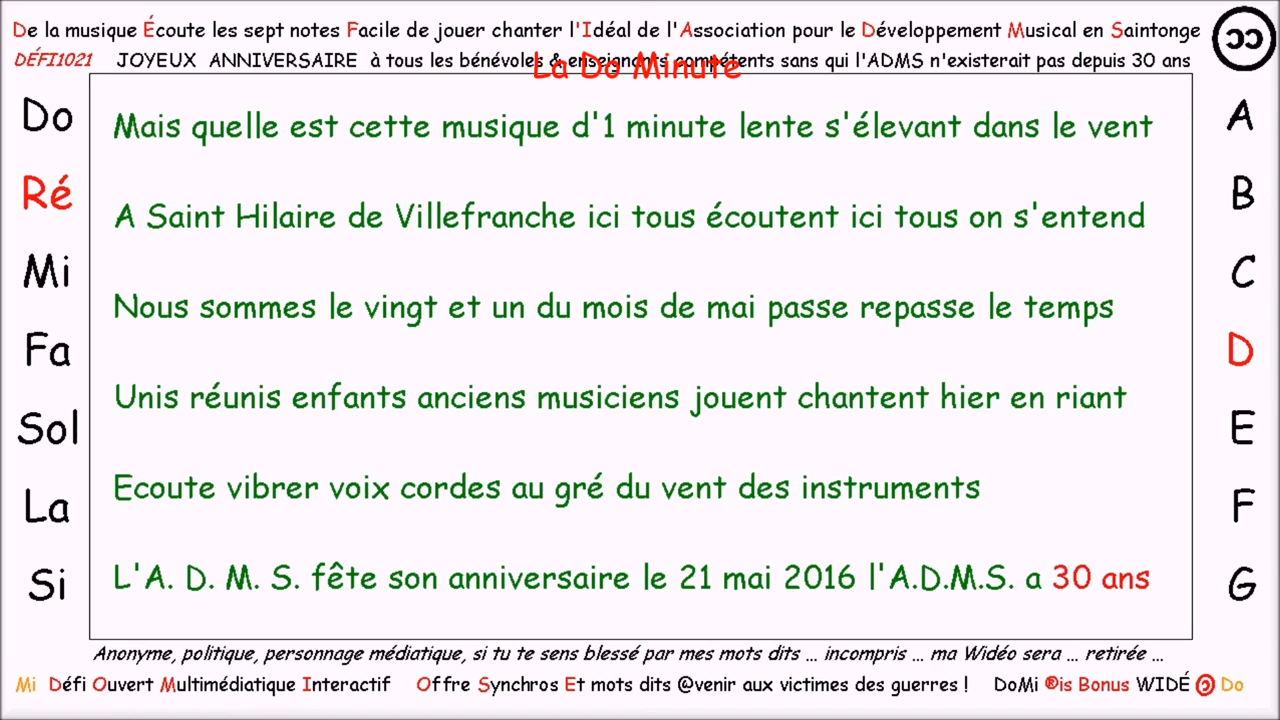 De la musique Écoute les sept notes Facile de jouer chanter l'Idéal de l'Association pour le Développement Musical en Saintonge
DÉFI1021 JOYEUX ANNIVERSAIRE à tous les bénévoles & enseignants compétents sans qui l'ADMS n'existerait pas depuis 30 ans
La Do Minute
Do
Ré
Mi
Fa
Sol
La
Si
Mais quelle est cette musique d'1 minute lente s'élevant dans le vent
A Saint Hilaire de Villefranche ici tous écoutent ici tous on s'entend
Nous sommes le vingt et un du mois de mai passe repasse le temps
Unis réunis enfants anciens musiciens jouent chantent hier en riant
Ecoute vibrer voix cordes au gré du vent des instruments
L'A. D. M. S. fête son anniversaire le 21 mai 2016 l'A.D.M.S. a 30 ans
A
B
C
D
E
F
G
Anonyme, politique, personnage médiatique, si tu te sens blessé par mes mots dits ... incompris ... ma Widéo sera ... retirée ...
Mi Défi Ouvert Multimédiatique Interactif Offre Synchros Et mots dits @venir aux victimes des guerres ! DoMi ®is Bonus WIDÉ Do